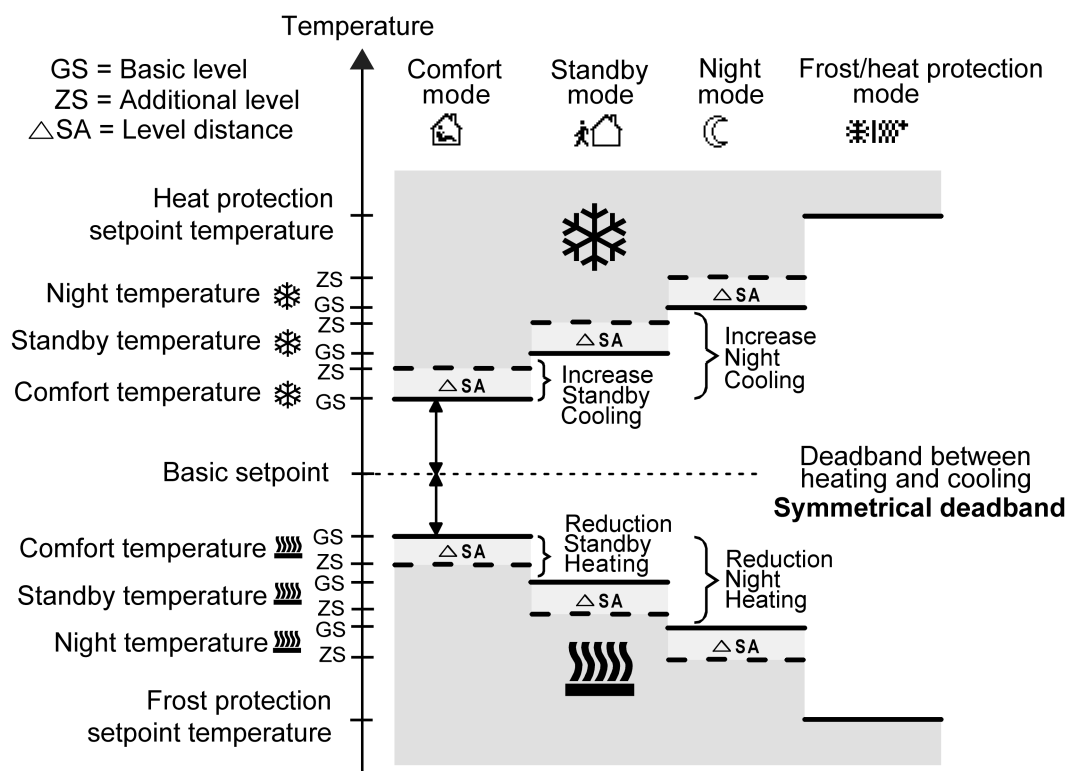 Temperature
GS = Basic level
ZS = Additional level
△SA = Level distance
Comfort
mode
Standby
mode
Night
mode
Frost/heat protection
mode
Heat protection
setpoint temperature
Night temperature
ZS
GS
△SA
Standby temperature
ZS
GS
△SA
Comfort temperature
ZS
GS
△SA
Increase
Standby
Cooling
Increase
Night
Cooling
Basic setpoint
Deadband between
heating and cooling
Symmetrical deadband
Comfort temperature
GS
ZS
△SA
Reduction
Standby
Heating
Standby temperature
GS
ZS
△SA
Reduction
Night
Heating
Night temperature
GS
ZS
△SA
Frost protection
setpoint temperature